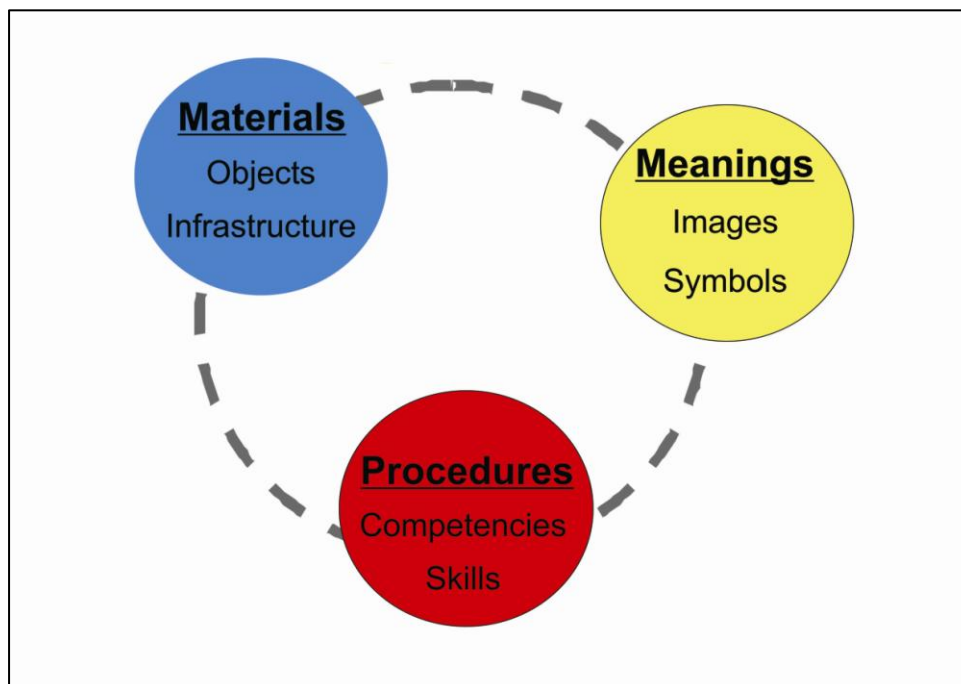 Materials
Objects
Infrastructure
Meanings
Images
Symbols
Procedures
Competencies
Skills